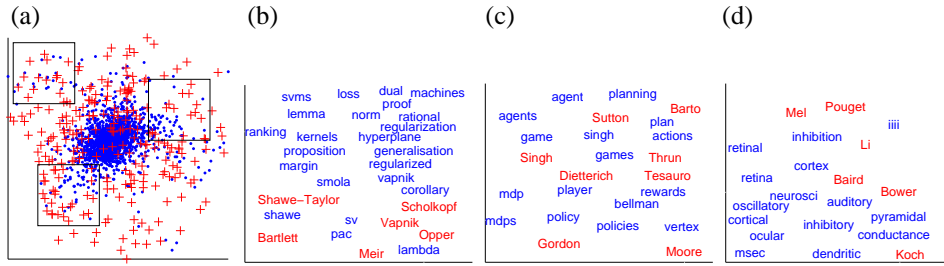 (a)
(b)
(c)
(d)
svms loss dual machines
lemma norm proof rational
ranking kernels hyperplane regularization
proposition generalisation
margin regularized
smola vapnik
corollary
Shawe–Taylor Scholkopf
shawe sv Vapnik
Bartlett pac Opper
Meir lambda
agent planning
agents Sutton Barto
plan
game singh actions
Singh games Thrun
Dietterich Tesauro
mdp player rewards
bellman
mdps policy policies vertex
Gordon Moore
Mel Pouget
iiii
retinal inhibition Li
cortex
retina Baird
neurosci Bower
oscillatory auditory
cortical inhibitory pyramidal
ocular conductance
msec dendritic Koch